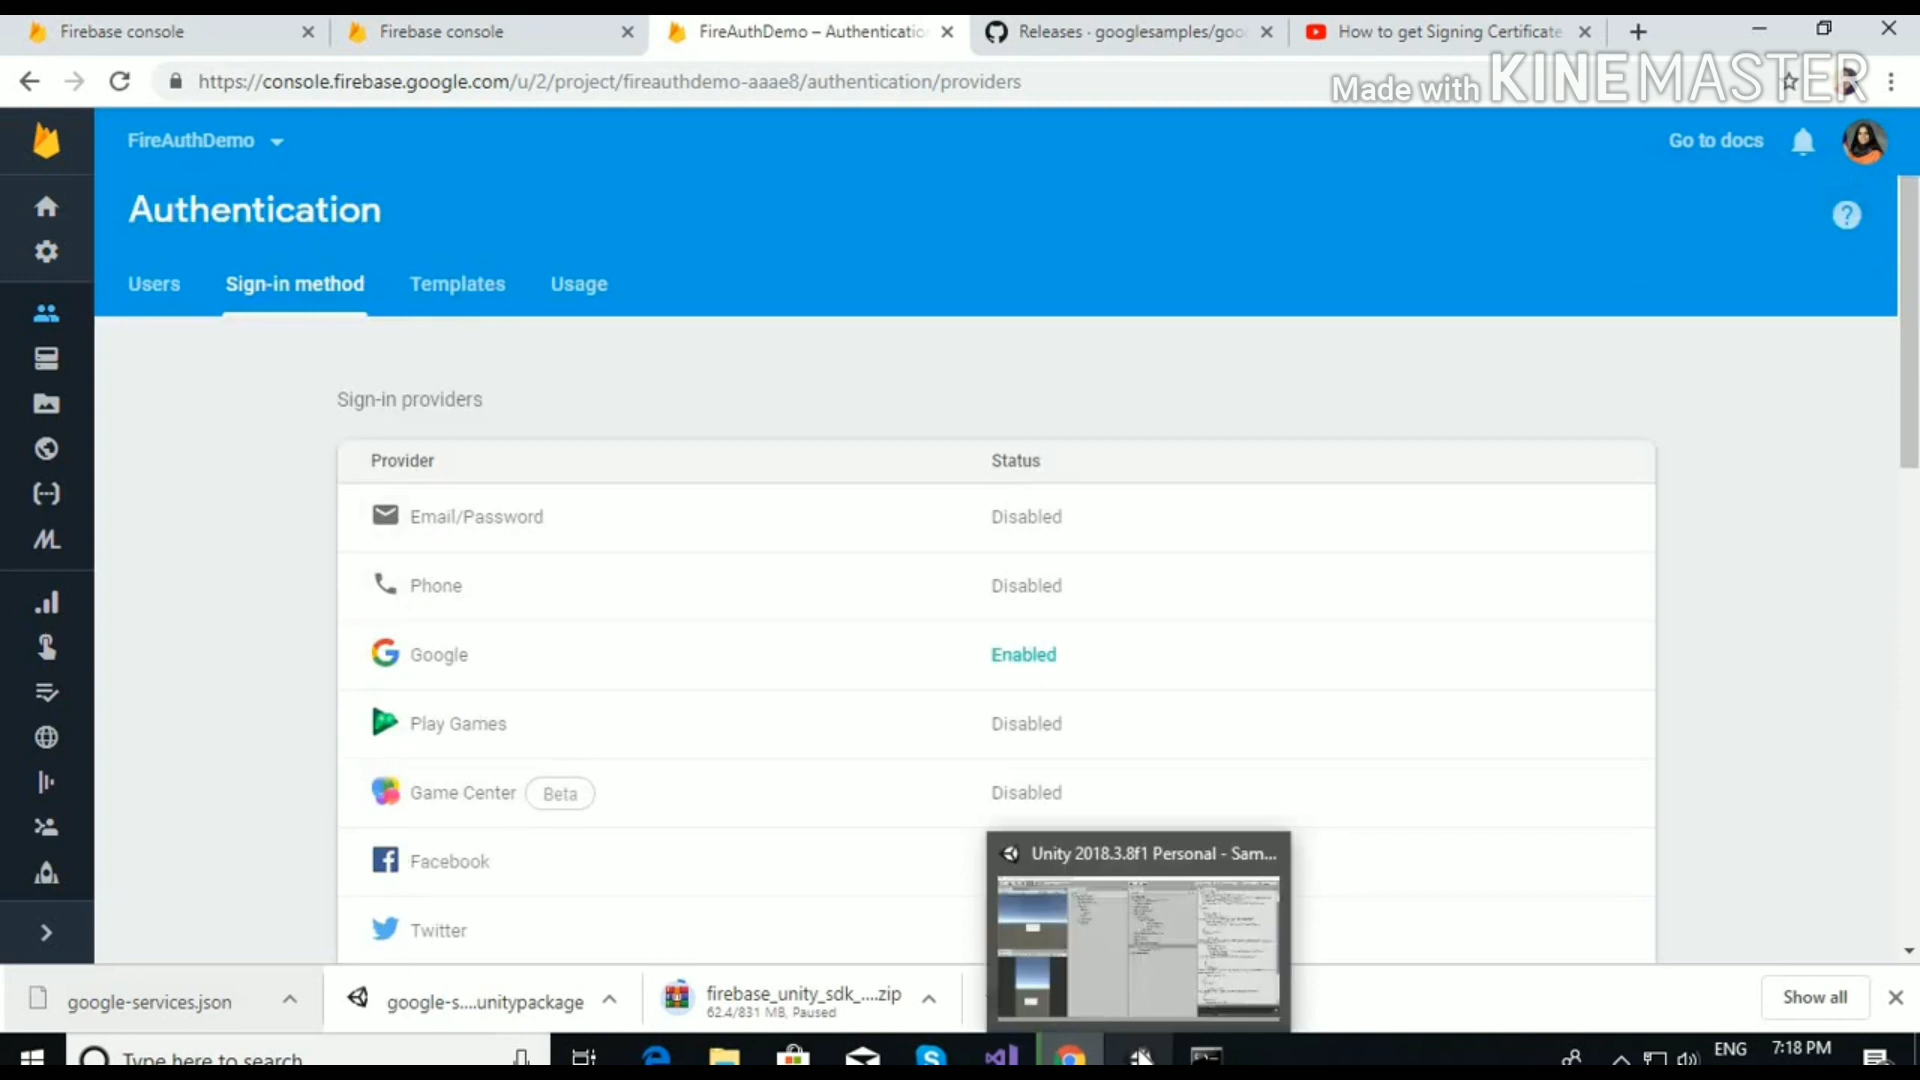 Firebase console
Firebase console
FireAuthDemo – Authenticatio
Releases · googlesamples/goo
How to get Signing Certificate
https://console.firebase.google.com/u/2/project/fireauthdemo-aaae8/authentication/providers
Made with KINEMASTER
FireAuthDemo
Go to docs
Authentication
Users
Sign-in method
Templates
Usage
Sign-in providers
Provider
Status
Email/Password
Disabled
Phone
Disabled
Google
Enabled
Play Games
Disabled
Game Center
Beta
Disabled
Facebook
Twitter
Unity 2018.3.8f1 Personal - Sam...
google-services.json
google-s....unitypackage
firebase_unity_sdk_....zip
62.4/831 MB, Paused
Show all
Type here to search
ENG
7:18 PM